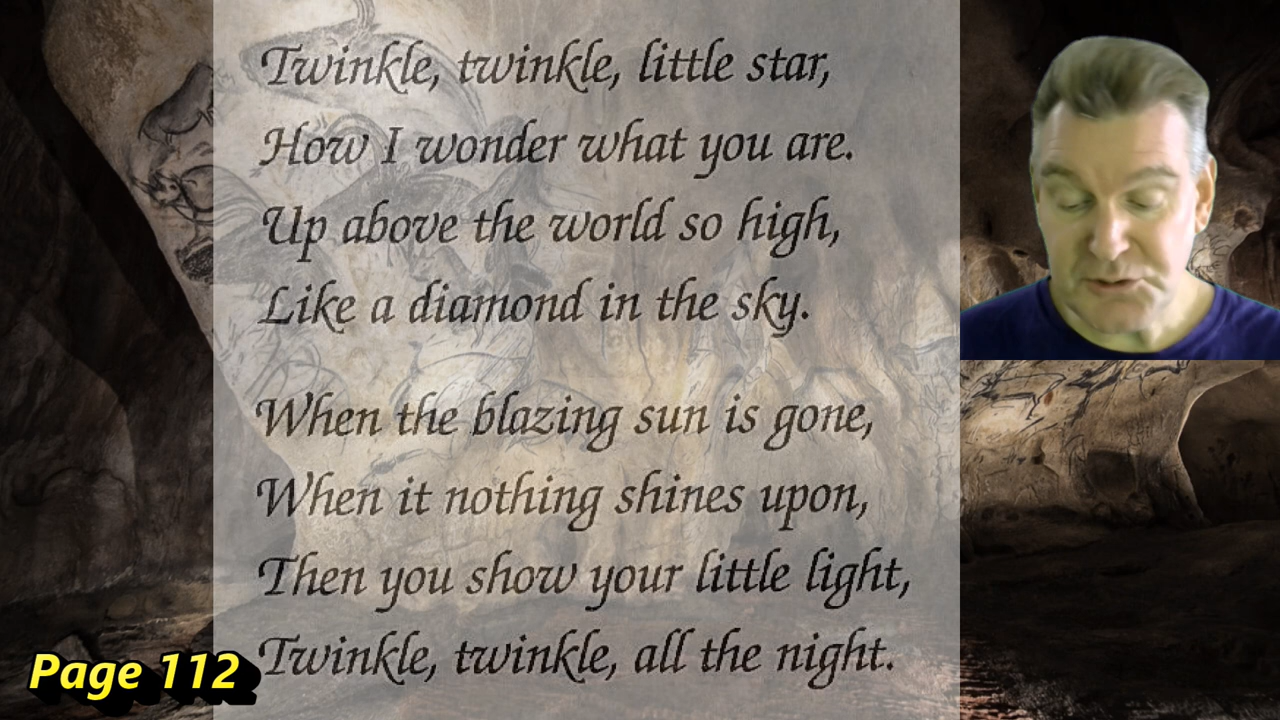 Twinkle, twinkle, little star,
How I wonder what you are.
Up above the world so high,
Like a diamond in the sky.
When the blazing sun is gone,
When it nothing shines upon,
Then you show your little light,
Twinkle, twinkle, all the night.
Page 112